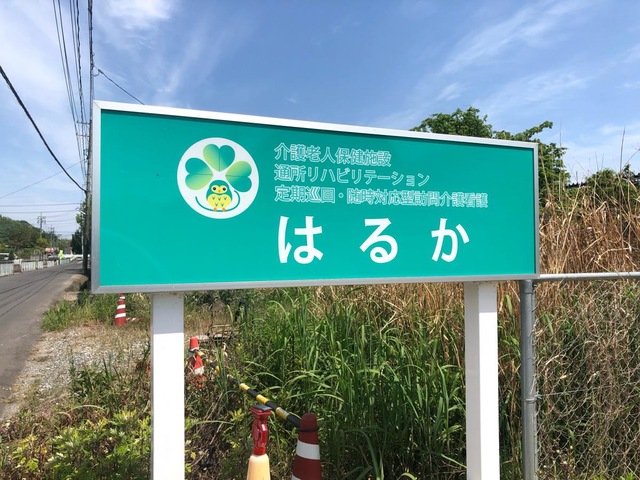 介護老人保健施設
通所リハビリテーション
定期巡回・随時対応型訪問介護看護
はるか